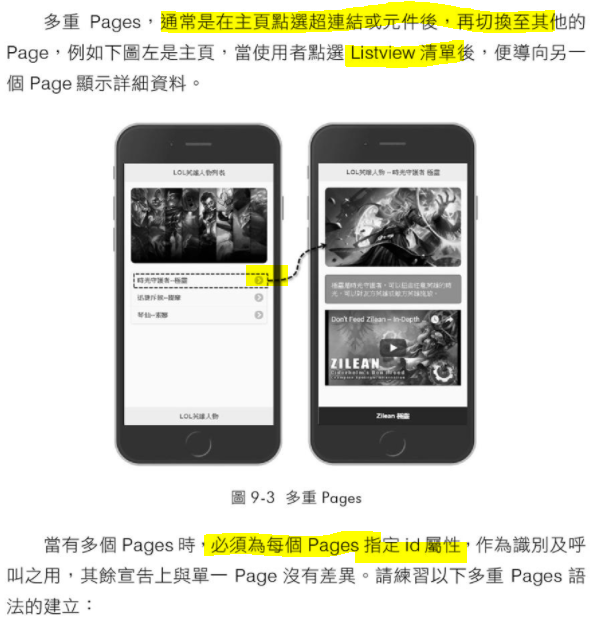 多重 Pages，通常是在主頁點選超連結或元件後，再切換至其他的
Page，例如下圖左是主頁，當使用者點選 Listview 清單後，便導向另一
個 Page 顯示詳細資料。
LOL英雄人物列表
LOL英雄人物 – 時光守護者 極靈
時光守護者–極靈
LOL英雄人物
Don't Feed Zilean – In-Depth
ZILEAN
Zilean 極靈
圖 9-3 多重 Pages
當有多個 Pages 時，必須為每個 Pages 指定 id 屬性，作為識別及呼
叫之用，其餘宣告上與單一 Page 沒有差異。請練習以下多重 Pages 語
法的建立：